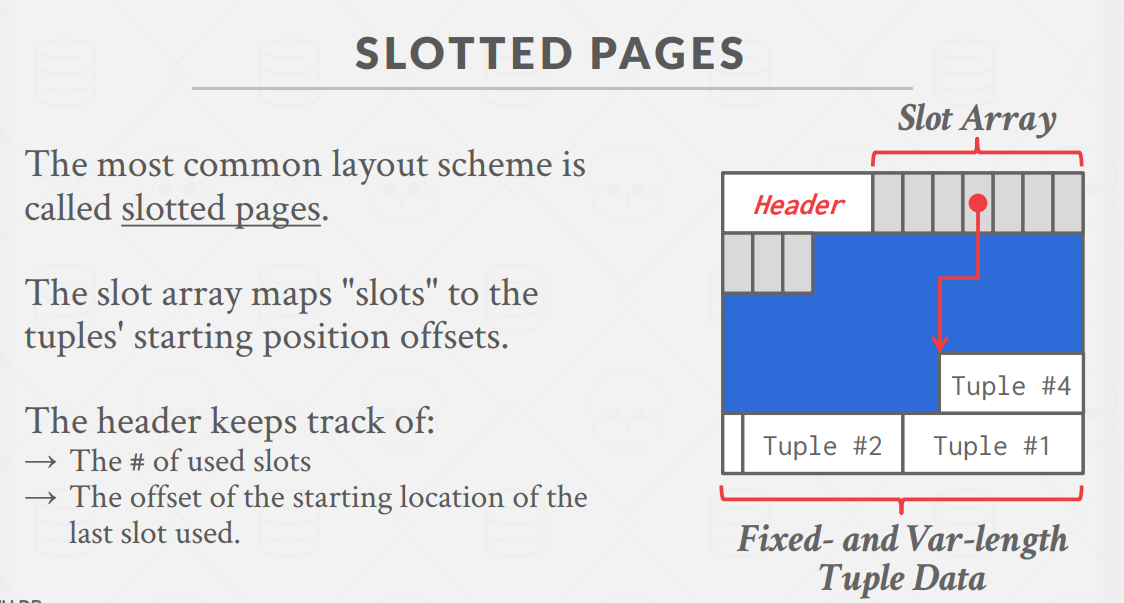 SLOTTED PAGES
The most common layout scheme is
called slotted pages.
The slot array maps "slots" to the
tuples' starting position offsets.
The header keeps track of:
→ The # of used slots
→ The offset of the starting location of the
last slot used.
Slot Array
Header
Tuple #4
Tuple #2
Tuple #1
Fixed- and Var-length
Tuple Data